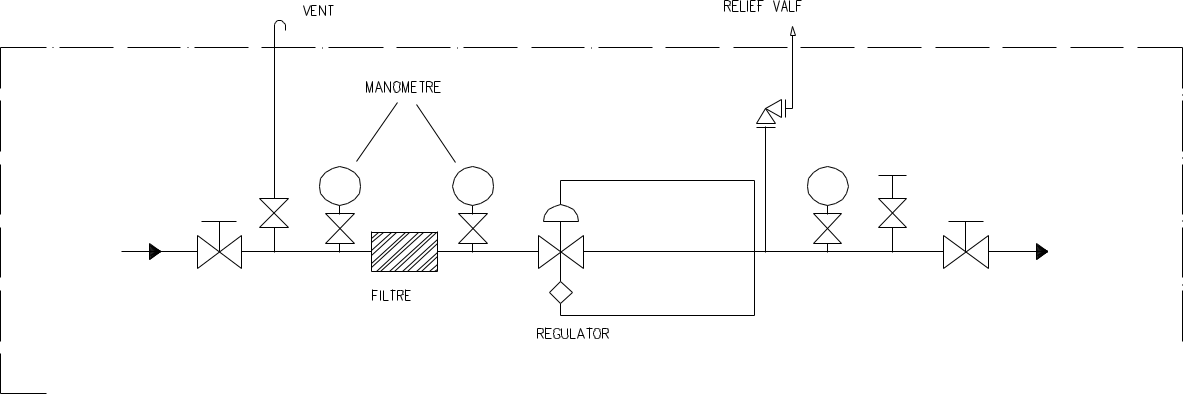 VENT
RELIEF VALF
MANOMETRE
FILTRE
REGULATOR